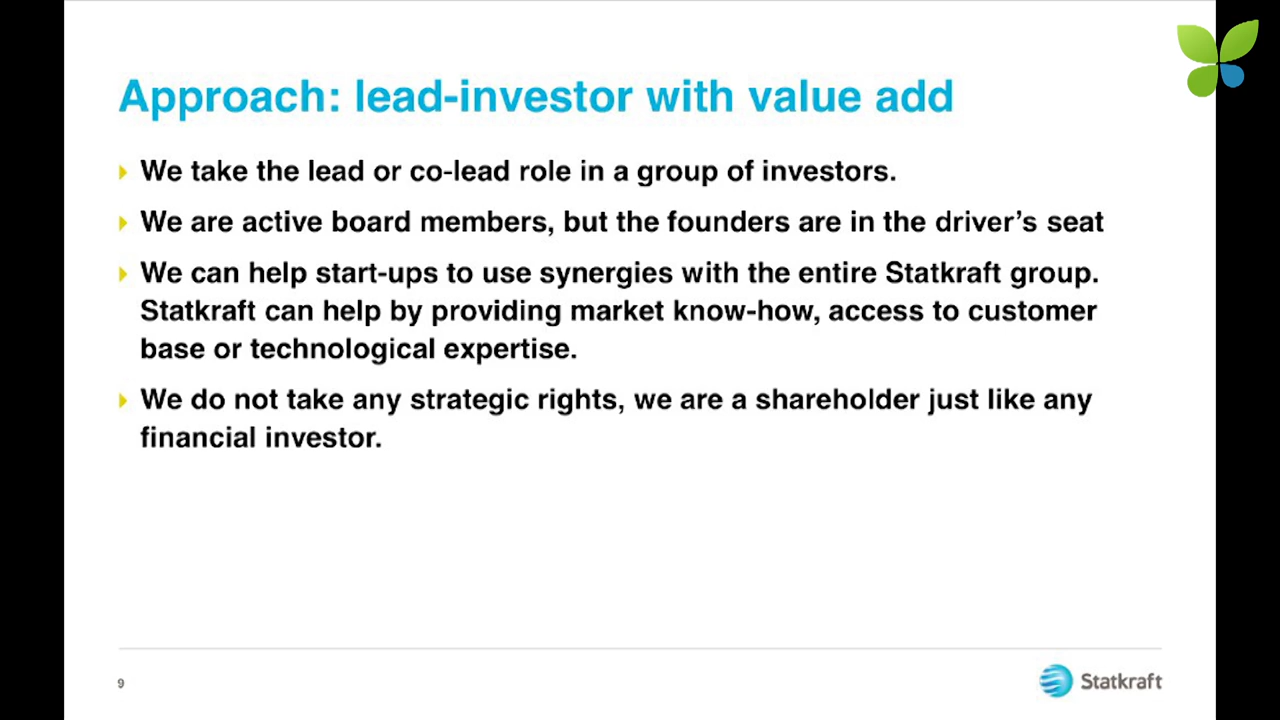 Approach: lead-investor with value add
We take the lead or co-lead role in a group of investors.
We are active board members, but the founders are in the driver’s seat
We can help start-ups to use synergies with the entire Statkraft group.
Statkraft can help by providing market know-how, access to customer
base or technological expertise.
We do not take any strategic rights, we are a shareholder just like any
financial investor.
9
Statkraft